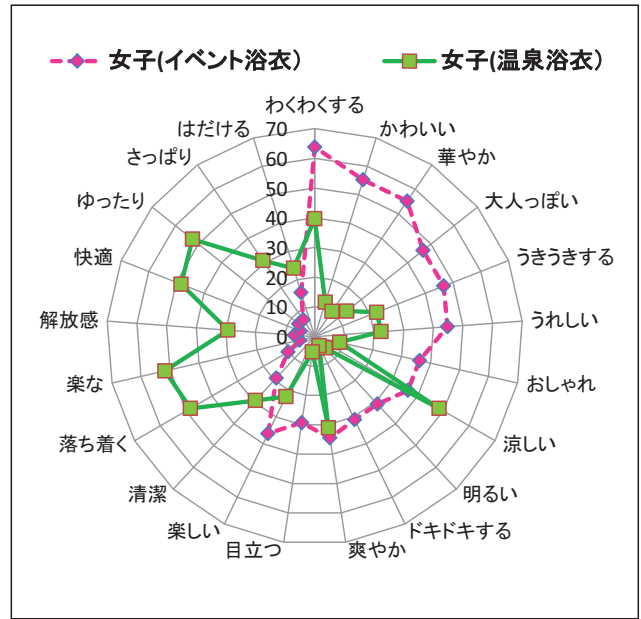 女子(イベント浴衣)
女子(温泉浴衣)
わくわくする
かわいい
華やか
大人っぽい
うきうきする
うれしい
おしゃれ
涼しい
明るい
ドキドキする
爽やか
目立つ
楽しい
清潔
落ち着く
楽な
解放感
快適
ゆったり
さっぱり
はだける
70
60
50
40
30
20
10
0